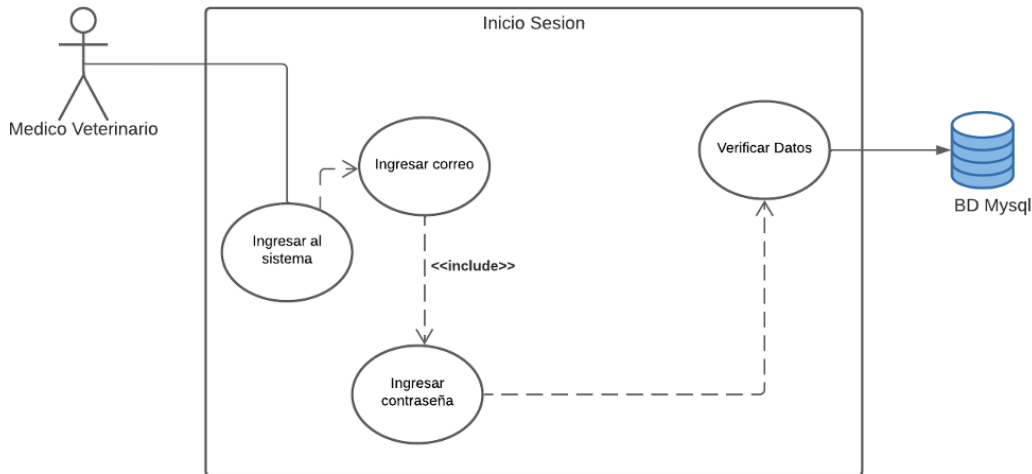 Inicio Sesion
Medico Veterinario
Ingresar correo
Verificar Datos
BD Mysql
Ingresar al
sistema
<<include>>
Ingresar
contraseña